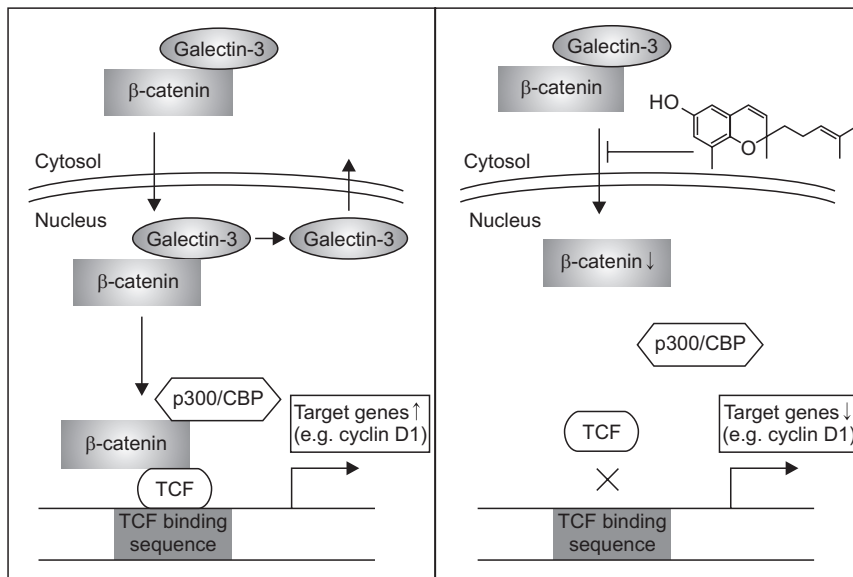 Galectin-3
β-catenin
Cytosol
Nucleus
Galectin-3
Galectin-3
β-catenin
p300/CBP
β-catenin
TCF
TCF binding
sequence
Target genes↑
(e.g. cyclin D1)
Galectin-3
β-catenin
HO
O
Cytosol
Nucleus
β-catenin↓
p300/CBP
TCF
TCF binding
sequence
Target genes↓
(e.g. cyclin D1)